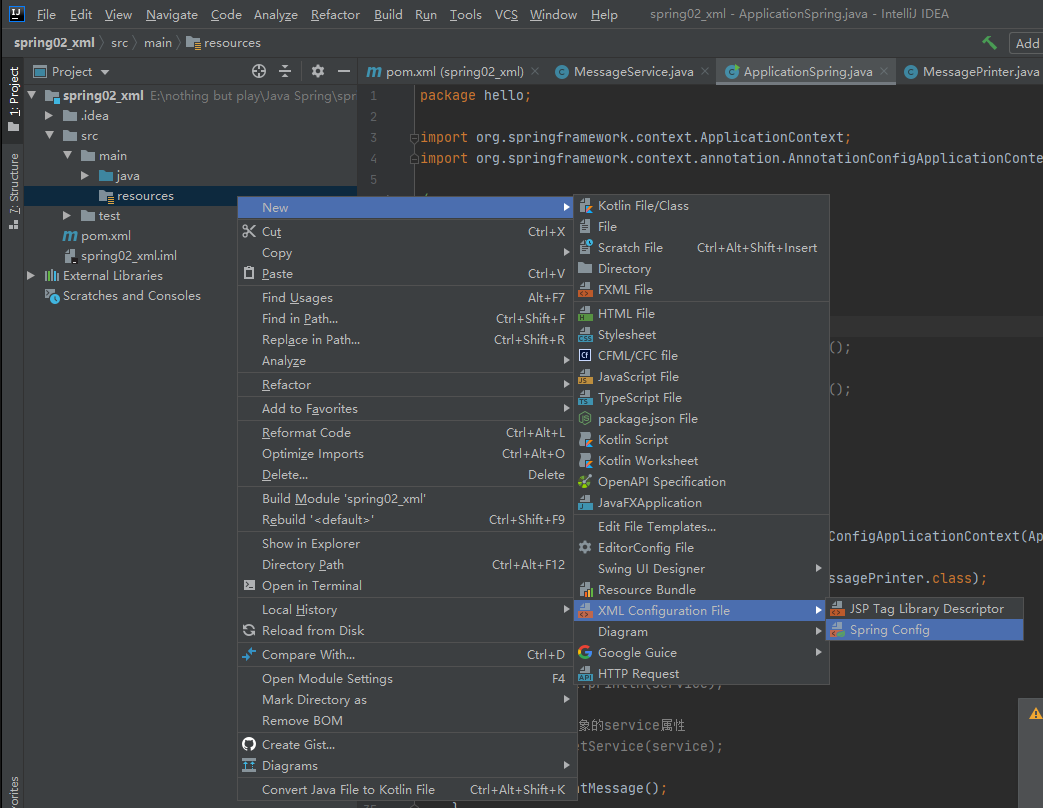 File Edit View Navigate Code Analyze Refactor Build Run Tools VCS Window Help spring02_xml - ApplicationSpring.java - IntelliJ IDEA
spring02_xml src main resources
Add
Project
pom.xml (spring02_xml) MessageService.java ApplicationSpring.java MessagePrinter.java
1: Project
7: Structure
spring02_xml E:\nothing but play\Java Spring\spr
.idea
src
main
java
resources
test
pom.xml
spring02_xml.iml
External Libraries
Scratches and Consoles
1 package hello;
2
3 import org.springframework.context.ApplicationContext;
4 import org.springframework.context.annotation.AnnotationConfigApplicationConte
5
New
Cut Ctrl+X
Copy
Paste Ctrl+V
Find Usages Alt+F7
Find in Path... Ctrl+Shift+F
Replace in Path... Ctrl+Shift+R
Analyze
Refactor
Add to Favorites
Reformat Code Ctrl+Alt+L
Optimize Imports Ctrl+Alt+O
Delete... Delete
Build Module 'spring02_xml'
Rebuild '<default>' Ctrl+Shift+F9
Show in Explorer
Directory Path Ctrl+Alt+F12
Open in Terminal
Local History
Reload from Disk
Compare With... Ctrl+D
Open Module Settings F4
Mark Directory as
Remove BOM
Create Gist...
Diagrams
Convert Java File to Kotlin File Ctrl+Alt+Shift+K
Kotlin File/Class
File
Scratch File Ctrl+Alt+Shift+Insert
Directory
FXML File
HTML File
Stylesheet
CFML/CFC file
JavaScript File
TypeScript File
package.json File
Kotlin Script
Kotlin Worksheet
OpenAPI Specification
JavaFXApplication
Edit File Templates...
EditorConfig File
Swing UI Designer
Resource Bundle
XML Configuration File
Diagram
Google Guice
HTTP Request
JSP Tag Library Descriptor
Spring Config
();
();
ConfigApplicationContext(Ap
ssagePrinter.class);
象的service属性
etService(service);
tMessage();
}